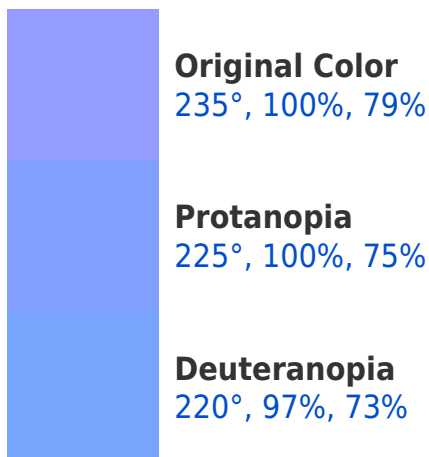 Original Color
235°, 100%, 79%
Protanopia
225°, 100%, 75%
Deuteranopia
220°, 97%, 73%